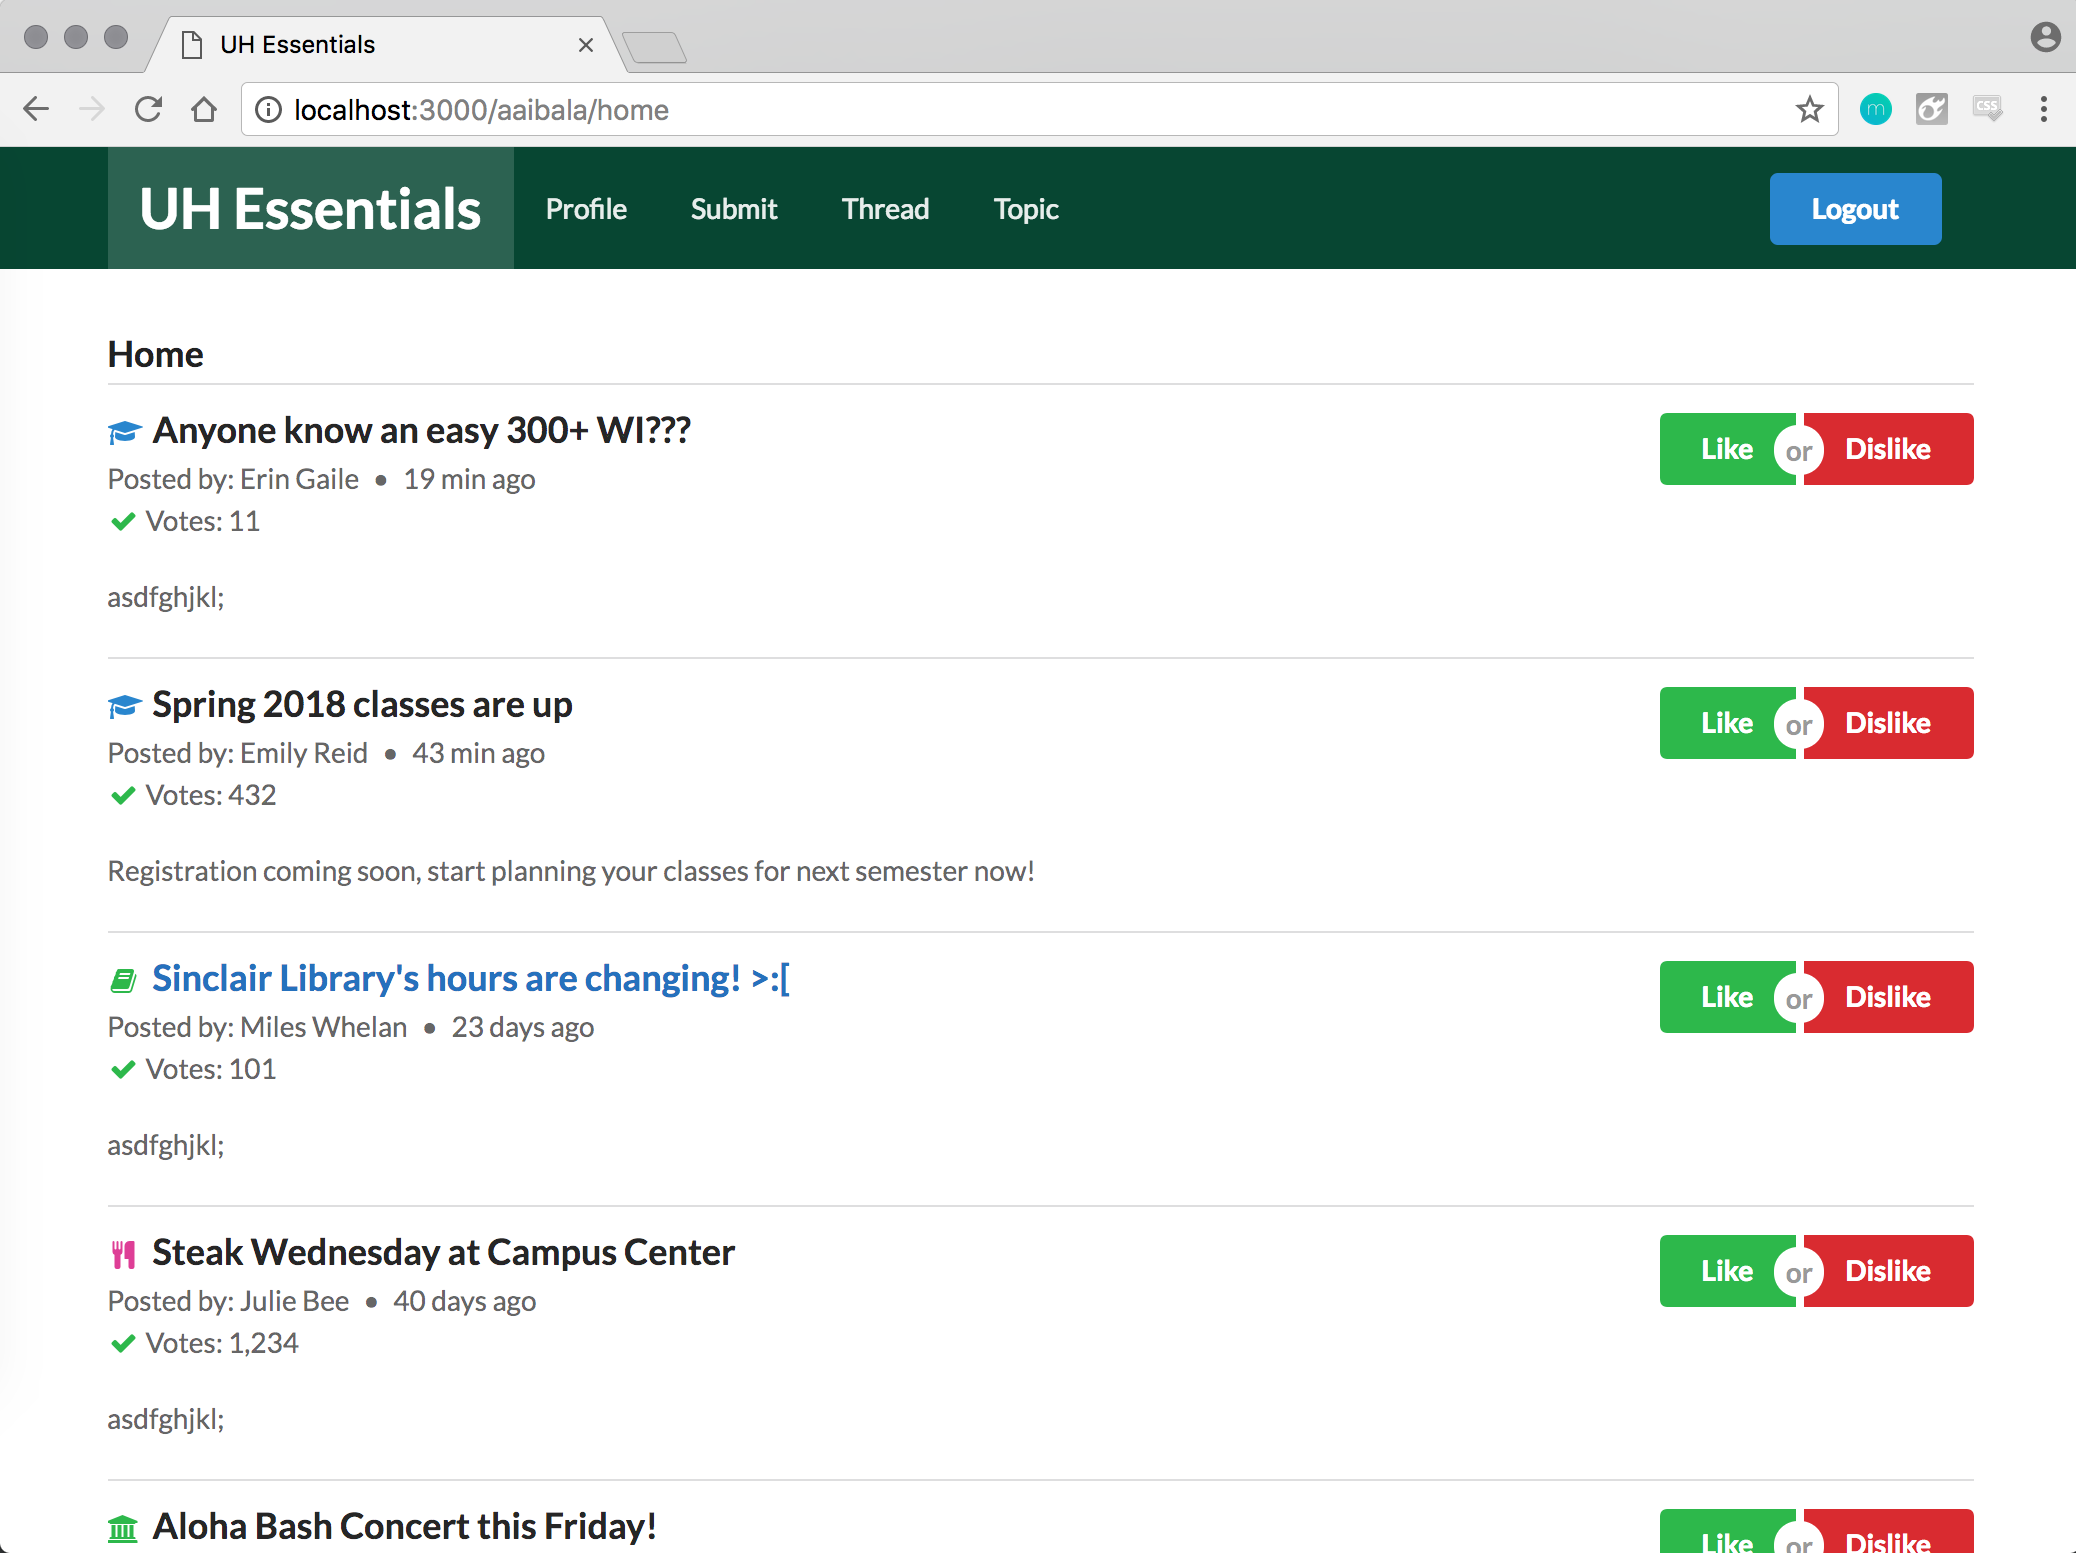 UH Essentials
localhost:3000/aaibala/home
m
CSS
UH Essentials Profile Submit Thread Topic Logout
Home
Anyone know an easy 300+ WI???
Like or Dislike
Posted by: Erin Gaile • 19 min ago
Votes: 11
asdfghjkl;
Spring 2018 classes are up
Like or Dislike
Posted by: Emily Reid • 43 min ago
Votes: 432
Registration coming soon, start planning your classes for next semester now!
Sinclair Library's hours are changing! >:[
Like or Dislike
Posted by: Miles Whelan • 23 days ago
Votes: 101
asdfghjkl;
Steak Wednesday at Campus Center
Like or Dislike
Posted by: Julie Bee • 40 days ago
Votes: 1,234
asdfghjkl;
Aloha Bash Concert this Friday!
Like or Dislike